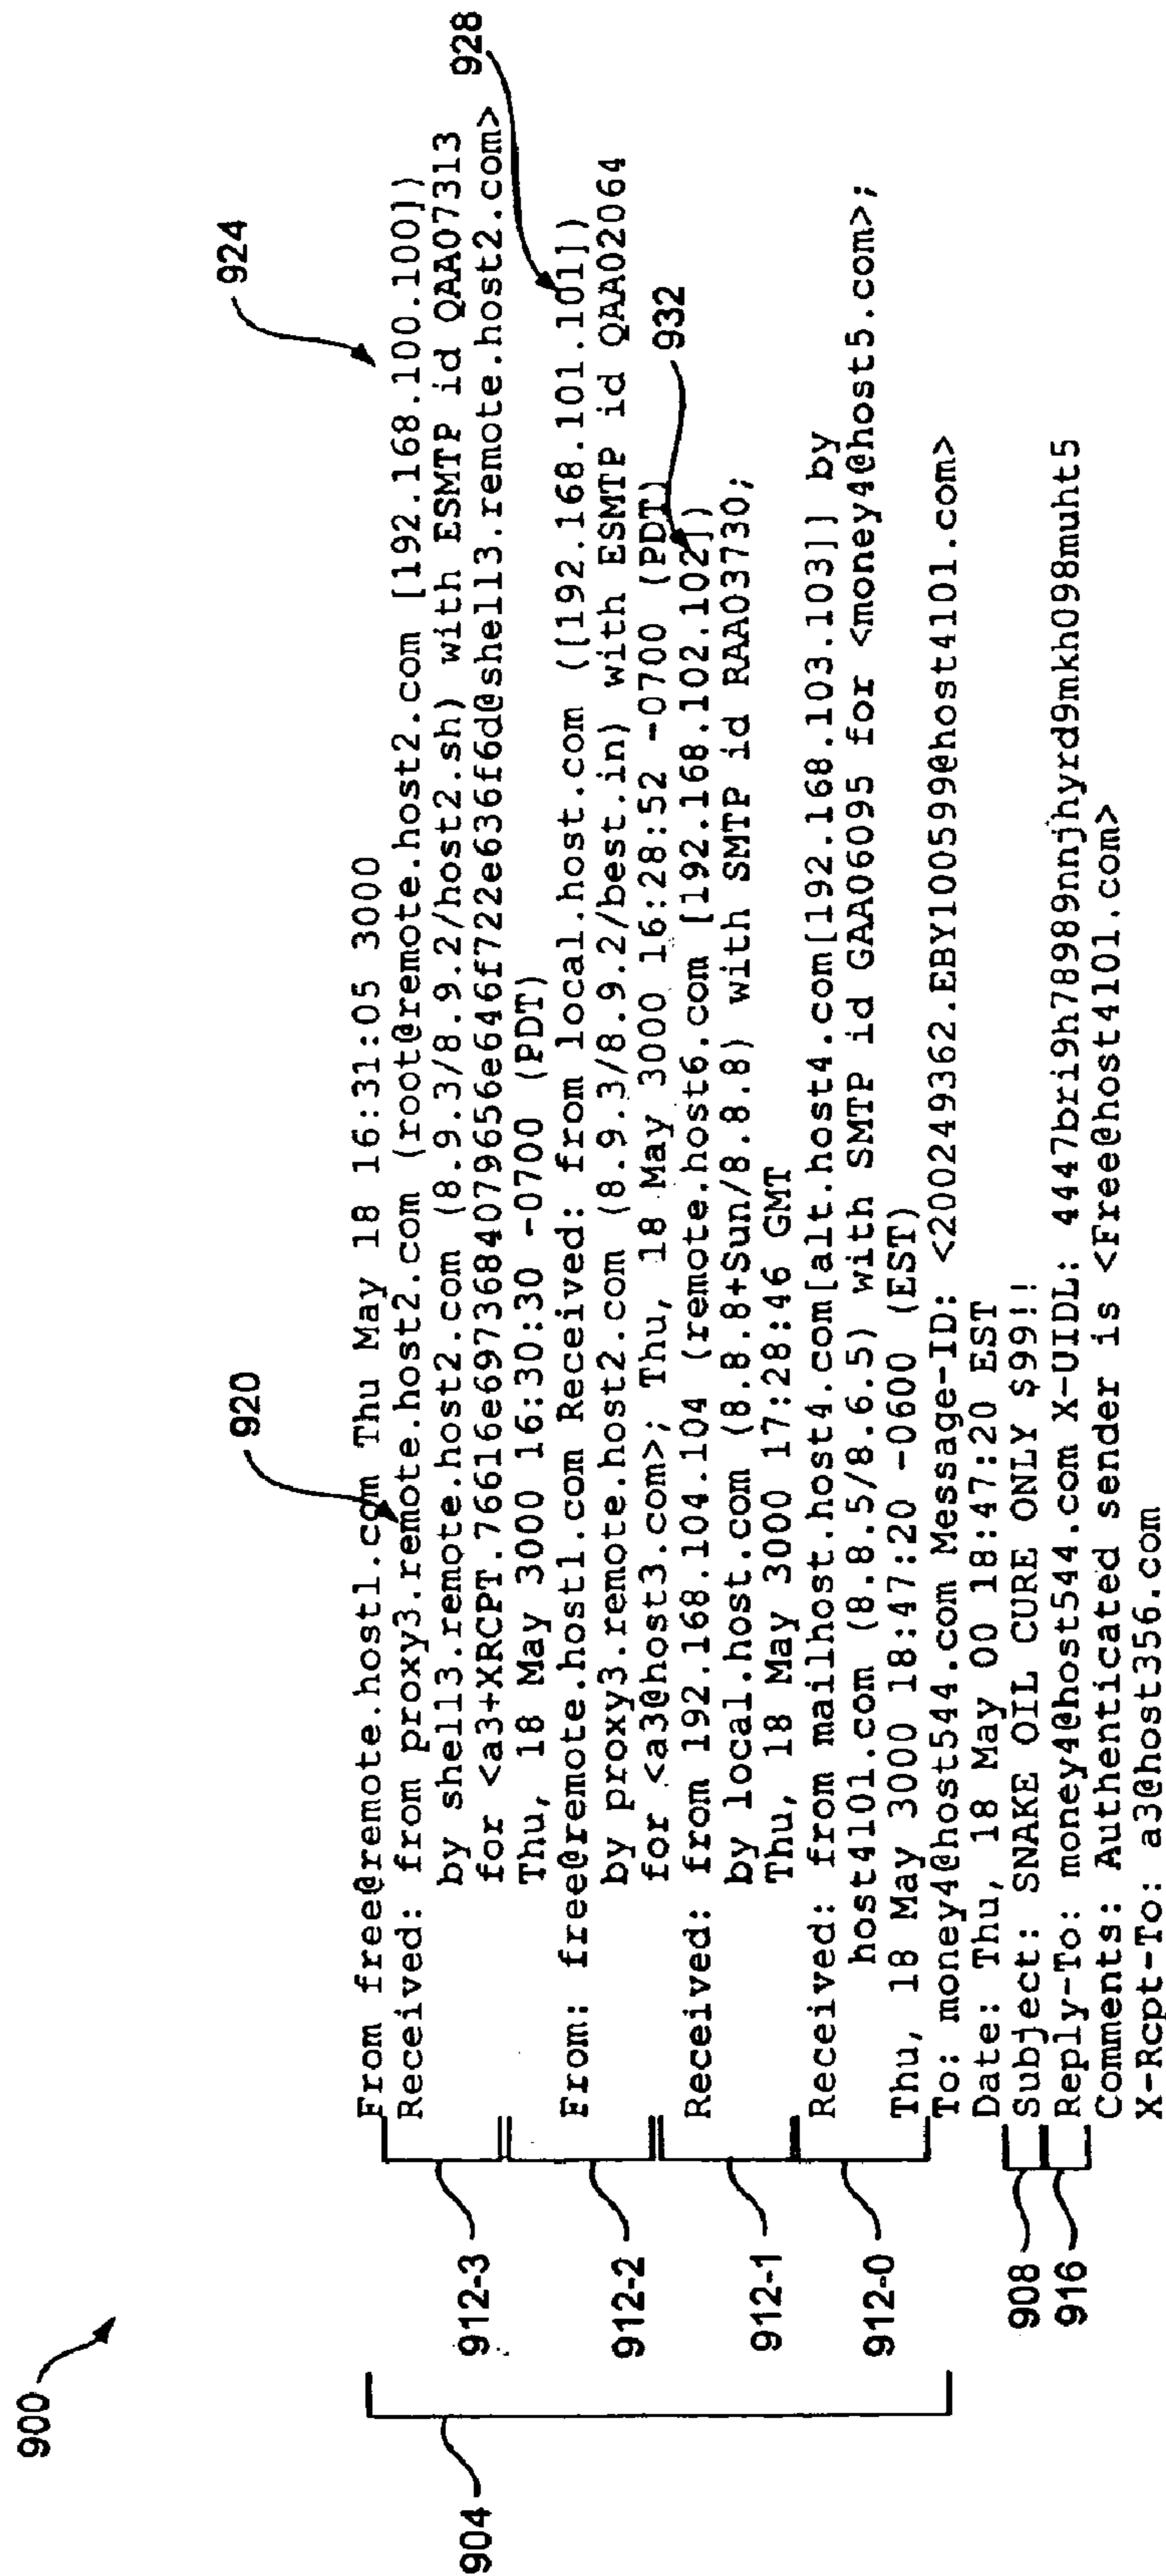 900
904
912-3
912-2
912-1
912-0
908
916
920
924
928
932
From free@remote.host1.com Thu May 18 16:31:05 3000
Received: from proxy3.remote.host2.com (root@remote.host2.com [192.168.100.100])
by shell3.remote.host2.com (8.9.3/8.9.2/host2.sh) with ESMTP id QAA07313
for <a3+XRCPT.76616e69736840796 56e646f722e636f6d@shell3.remote.host2.com>
Thu, 18 May 3000 16:30:30 -0700 (PDT)
From: free@remote.host1.com Received: from local.host.com ([192.168.101.101])
by proxy3.remote.host2.com (8.9.3/8.9.2/best.in) with ESMTP id QAA02064
for <a3@host3.com>; Thu, 18 May 3000 16:28:52 -0700 (PDT)
Received: from 192.168.104.104 (remote.host6.com [192.168.102.102])
by local.host.com (8.8.8+Sun/8.8.8) with SMTP id RAA03730;
Thu, 18 May 3000 17:28:46 GMT
Received: from mailhost.host4.com[alt.host4.com[192.168.103.103]] by
host4101.com (8.8.5/8.6.5) with SMTP id GAA06095 for <money4@host5.com>;
Thu, 18 May 3000 18:47:20 -0600 (EST)
To: money4@host544.com Message-ID: <200249362.EBY100599@host4101.com>
Date: Thu, 18 May 00 18:47:20 EST
Subject: SNAKE OIL CURE ONLY $99!!
Reply-To: money4@host544.com X-UIDL: 4447bri9h78989nnjhyrd9mkh098muht5
Comments: Authenticated sender is <Free@host4101.com>
X-Rcpt-To: a3@host356.com